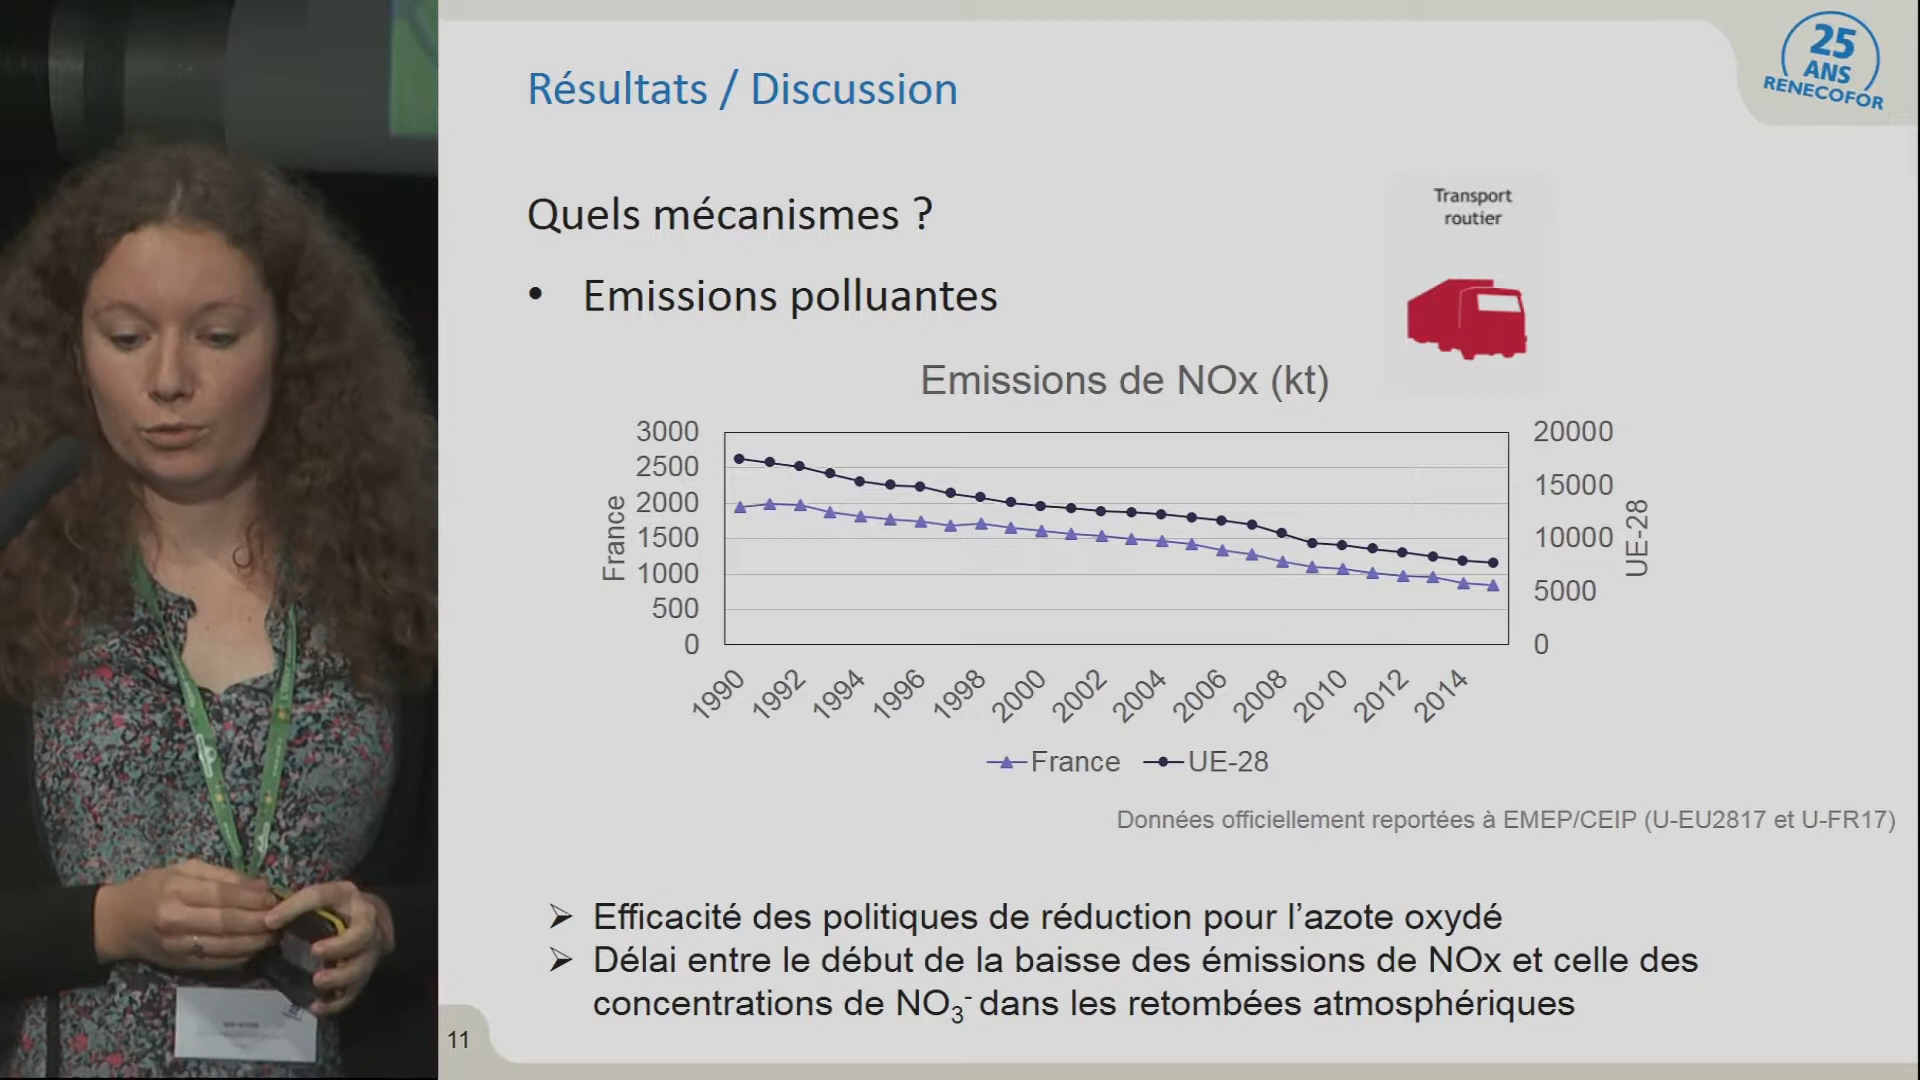 25
ANS
RENECOFOR
Résultats / Discussion
Transport
routier
Quels mécanismes ?
• Emissions polluantes
Emissions de NOx (kt)
3000
2500
2000
1500
1000
500
0
France
20000
15000
10000
5000
0
UE-28
1990 1992 1994 1996 1998 2000 2002 2004 2006 2008 2010 2012 2014
France UE-28
Données officiellement reportées à EMEP/CEIP (U-EU2817 et U-FR17)
➢ Efficacité des politiques de réduction pour l’azote oxydé
➢ Délai entre le début de la baisse des émissions de NOx et celle des
concentrations de NO₃⁻ dans les retombées atmosphériques
11